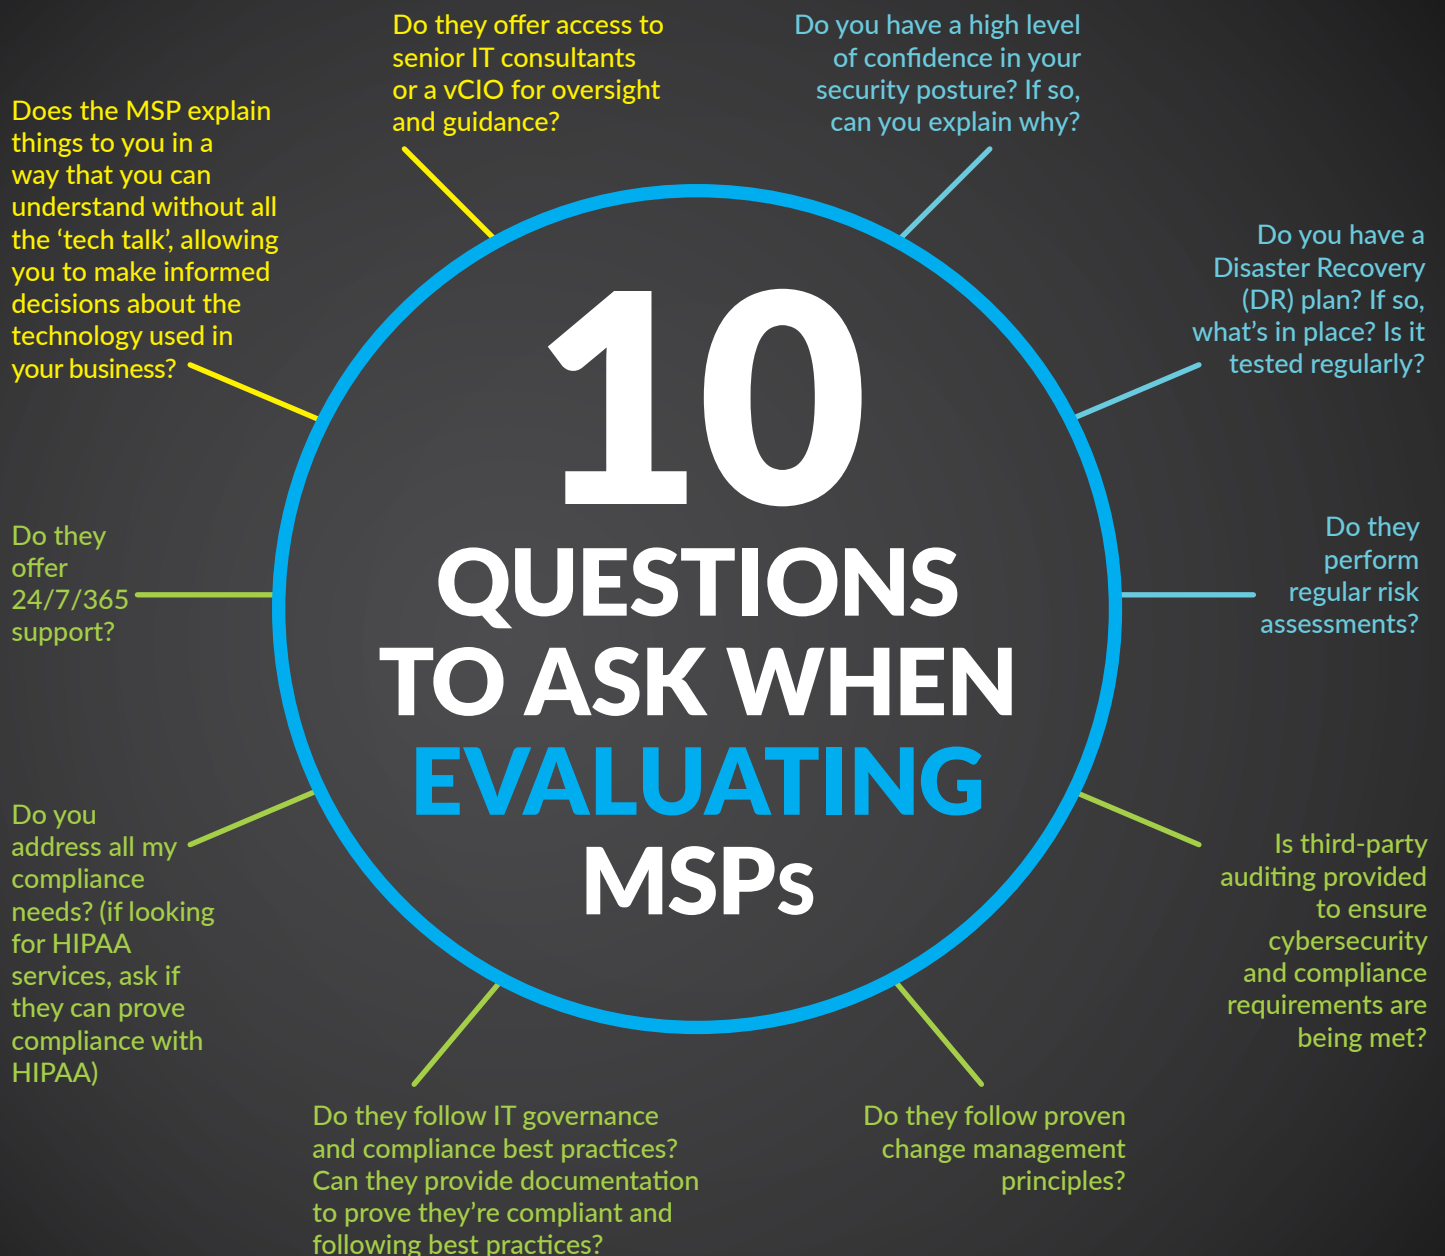 10
QUESTIONS
TO ASK WHEN
EVALUATING
MSPs
Do you have a high level
of confidence in your
security posture? If so,
can you explain why?
Do you have a
Disaster Recovery
(DR) plan? If so,
what's in place? Is it
tested regularly?
Do they
perform
regular risk
assessments?
Is third-party
auditing provided
to ensure
cybersecurity
and compliance
requirements are
being met?
Do they follow proven
change management
principles?
Do they follow IT governance
and compliance best practices?
Can they provide documentation
to prove they're compliant and
following best practices?
Do you
address all my
compliance
needs? (if looking
for HIPAA
services, ask if
they can prove
compliance with
HIPAA)
Do they
offer
24/7/365
support?
Does the MSP explain
things to you in a
way that you can
understand without all
the ‘tech talk’, allowing
you to make informed
decisions about the
technology used in
your business?
Do they offer access to
senior IT consultants
or a vCIO for oversight
and guidance?